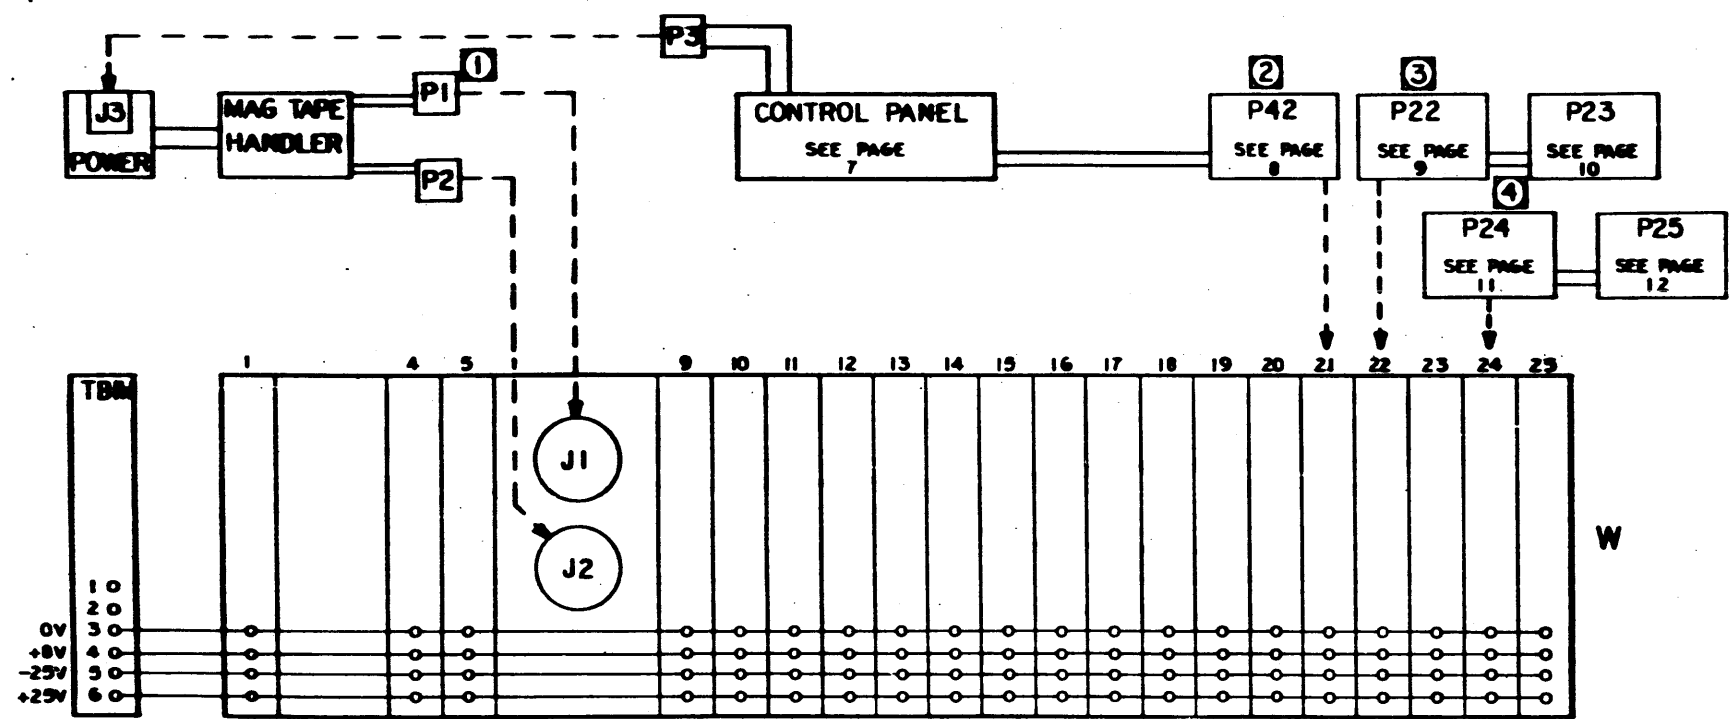 P3
1
2
3
J3
POWER
MAG TAPE
HANDLER
P1
P2
CONTROL PANEL
SEE PAGE
7
P42
SEE PAGE
8
P22
SEE PAGE
9
P23
SEE PAGE
10
4
P24
SEE PAGE
11
P25
SEE PAGE
12
1 4 5 9 10 11 12 13 14 15 16 17 18 19 20 21 22 23 24 25
J1
J2
W
1
2
0V 3
+8V 4
-25V 5
+25V 6